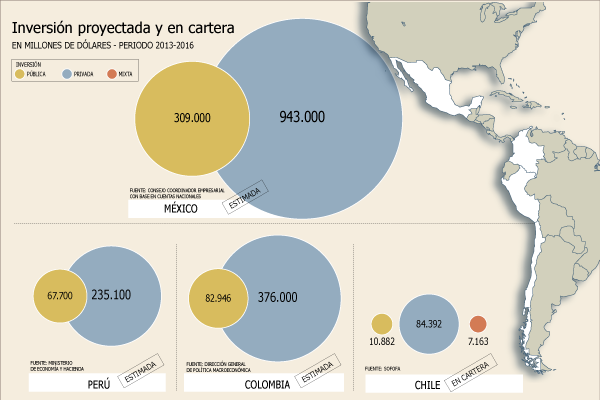 Inversión proyectada y en cartera
EN MILLONES DE DÓLARES - PERIODO 2013-2016
INVERSIÓN
PÚBLICA PRIVADA MIXTA
309.000
943.000
FUENTE: CONSEJO COORDINADOR EMPRESARIAL
CON BASE EN CUENTAS NACIONALES
MÉXICO
ESTIMADA
67.700
235.100
FUENTE: MINISTERIO
DE ECONOMÍA Y HACIENDA
PERÚ
ESTIMADA
82.946
376.000
FUENTE: DIRECCIÓN GENERAL
DE POLÍTICA MACROECONÓMICA
COLOMBIA
ESTIMADA
10.882
84.392
7.163
FUENTE: SOFOFA
CHILE
EN CARTERA